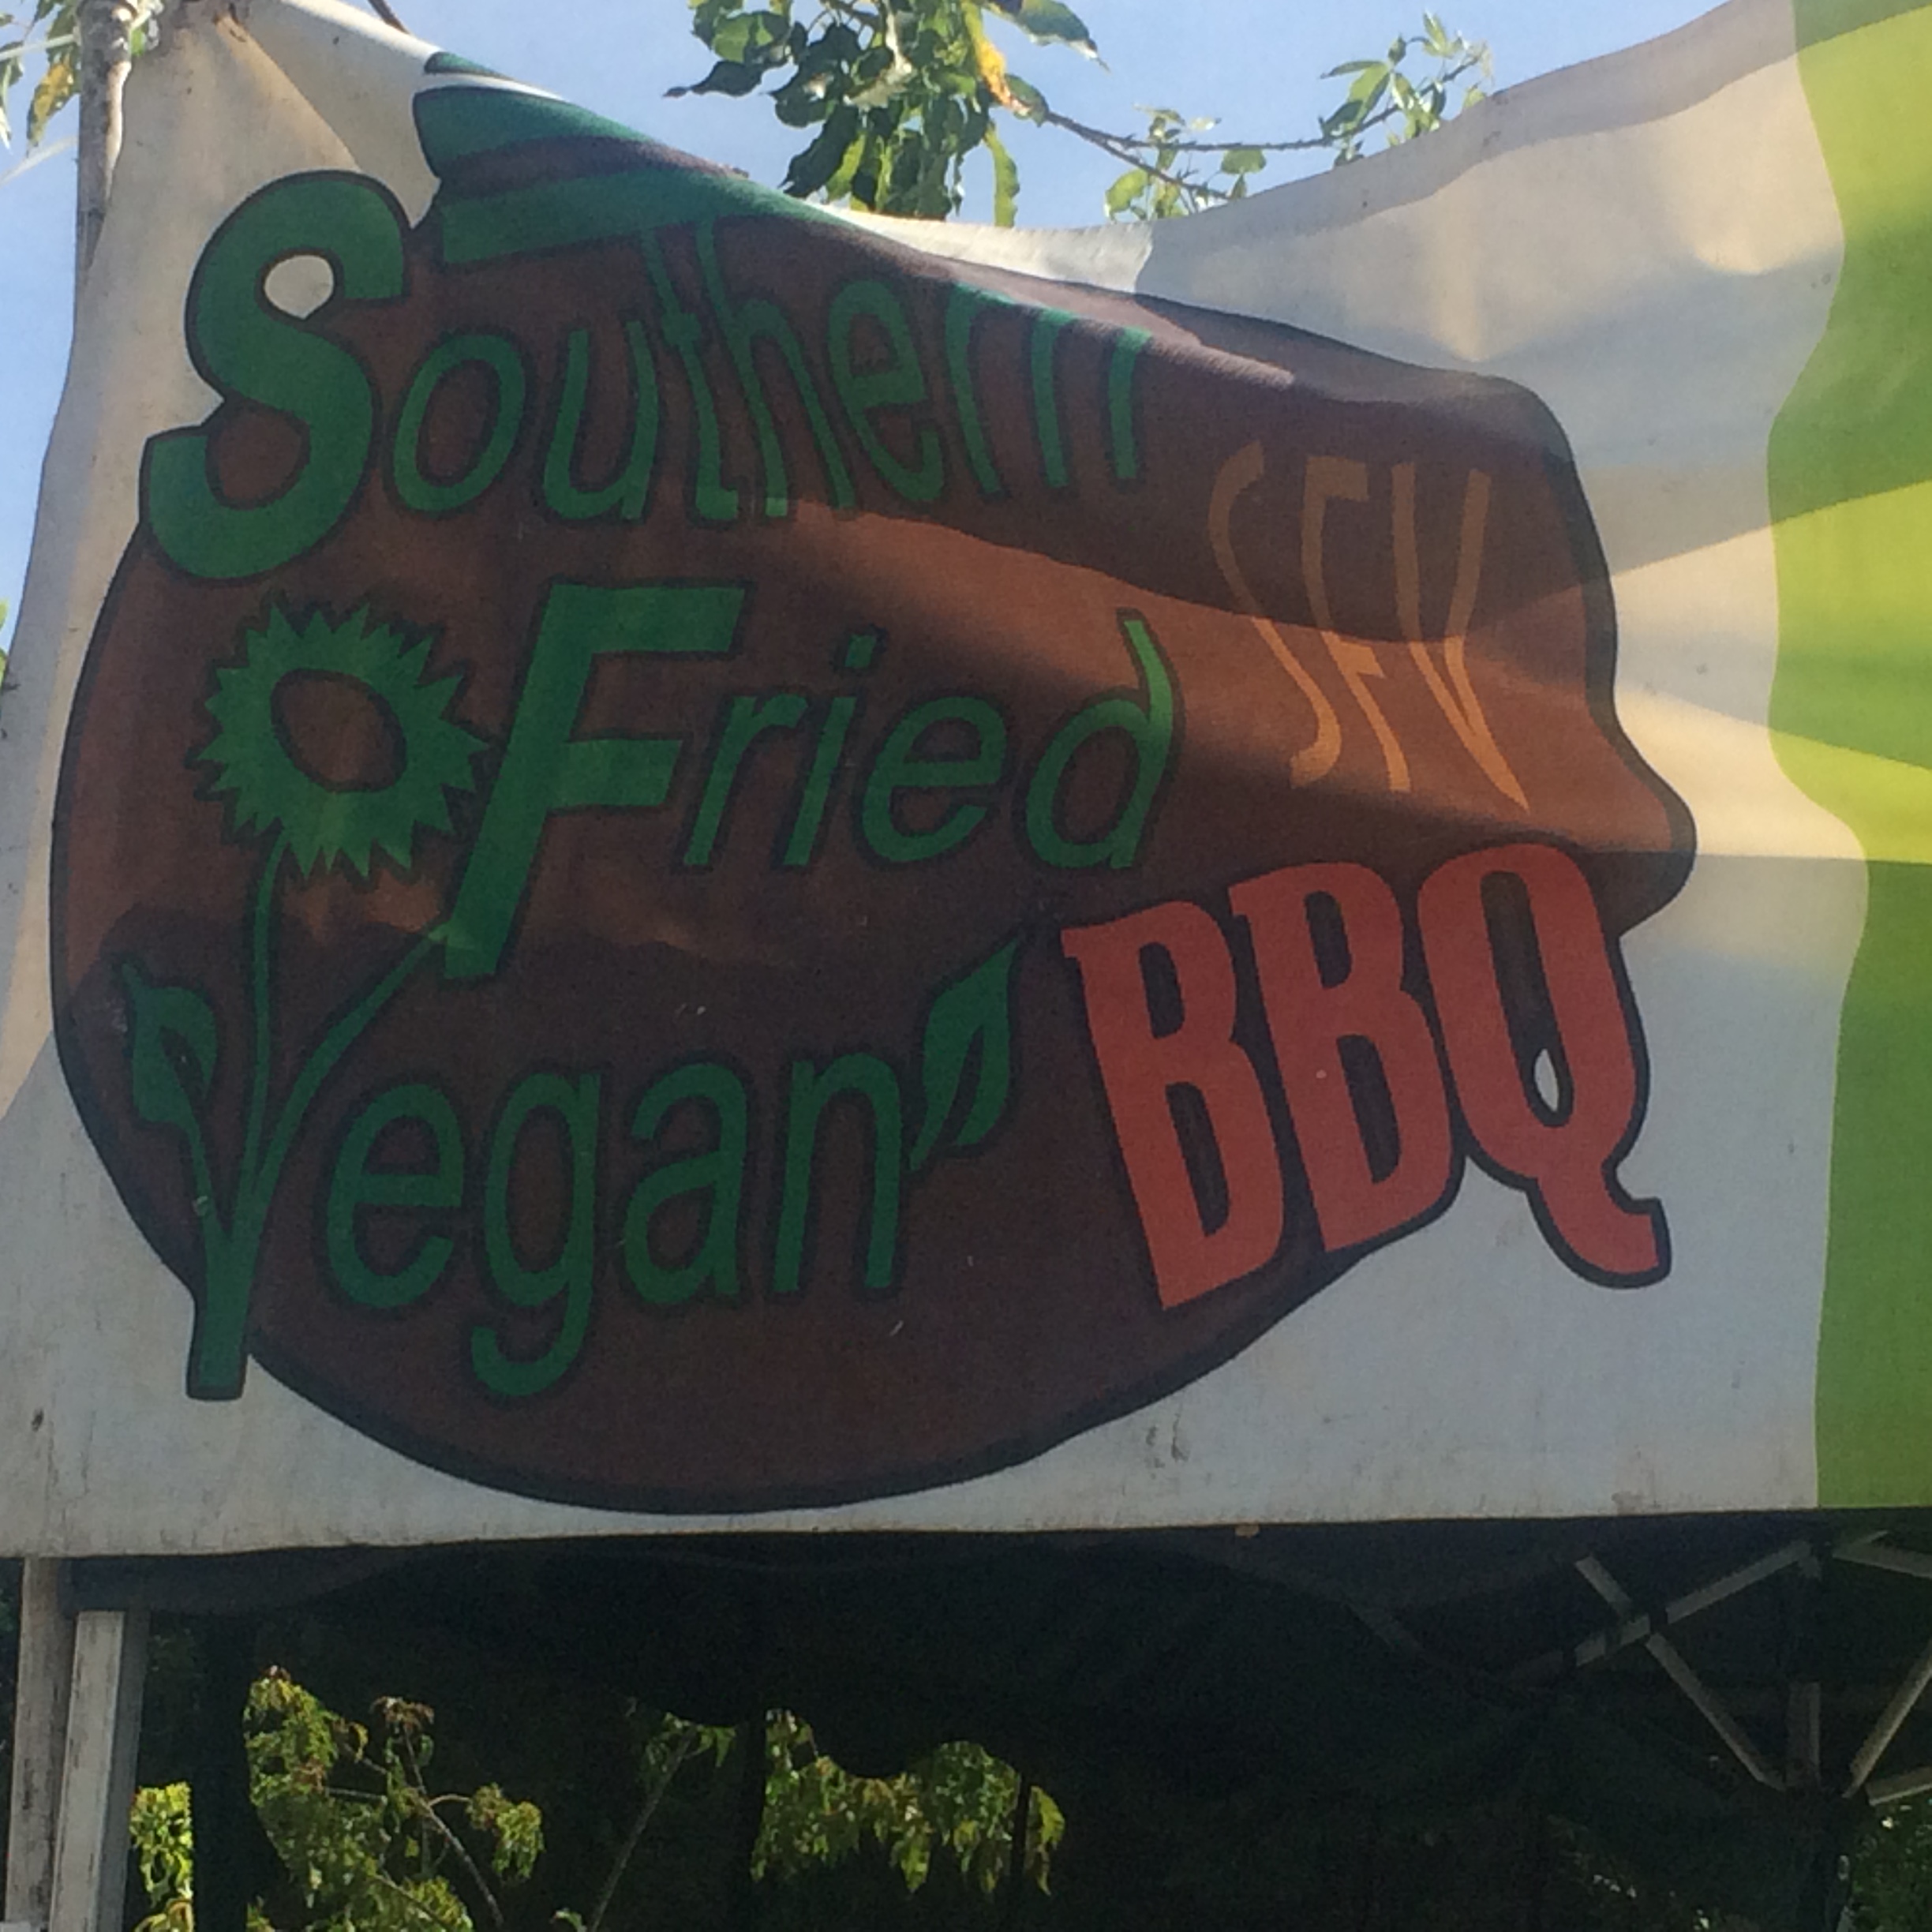 Southern
SFV
Fried
Vegan
BBQ